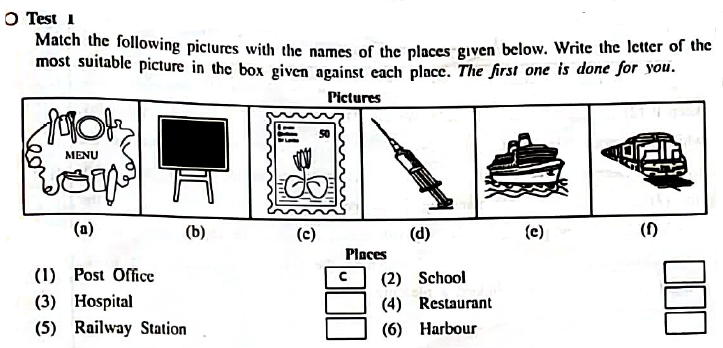 Test 1
Match the following pictures with the names of the places given below. Write the letter of the
most suitable picture in the box given against each place. The first one is done for you.
Pictures
MENU
50
(a) (b) (c) (d) (e) (f)
Places
(1) Post Office C (2) School
(3) Hospital (4) Restaurant
(5) Railway Station (6) Harbour